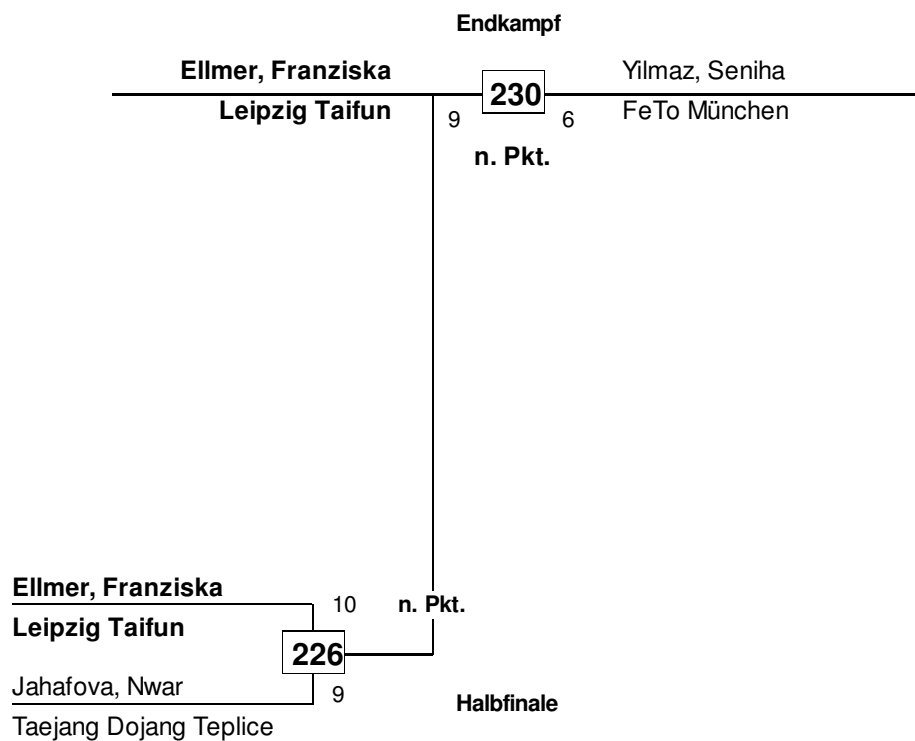 Endkampf
Ellmer, Franziska
Leipzig Taifun
9
230
6
Yilmaz, Seniha
FeTo München
n. Pkt.
Ellmer, Franziska
Leipzig Taifun
10
n. Pkt.
226
Jahafova, Nwar
Taejang Dojang Teplice
9
Halbfinale